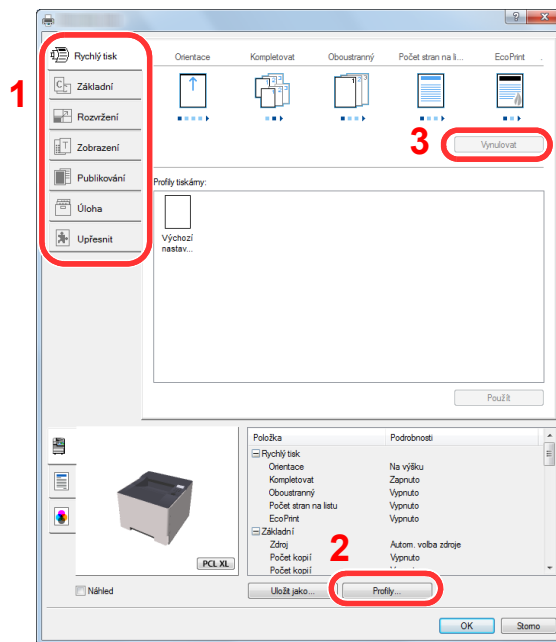 ?
1
Rychlý tisk
Základní
Rozvržení
Zobrazení
Publikování
Úloha
Upřesnit
Orientace Kompletovat Oboustranný Počet stran na li... EcoPrint
3
Vynulovat
Profily tiskárny:
Výchozí
nastav...
Použít
Položka Podrobnosti
Rychlý tisk
Orientace Na výšku
Kompletovat Zapnuto
Oboustranný Vypnuto
Počet stran na listu Vypnuto
EcoPrint Vypnuto
Základní
Zdroj Autom. volba zdroje
Počet kopií Vypnuto
Počet kopií
2
PCL XL
Náhled
Uložit jako... Profily...
OK Storno